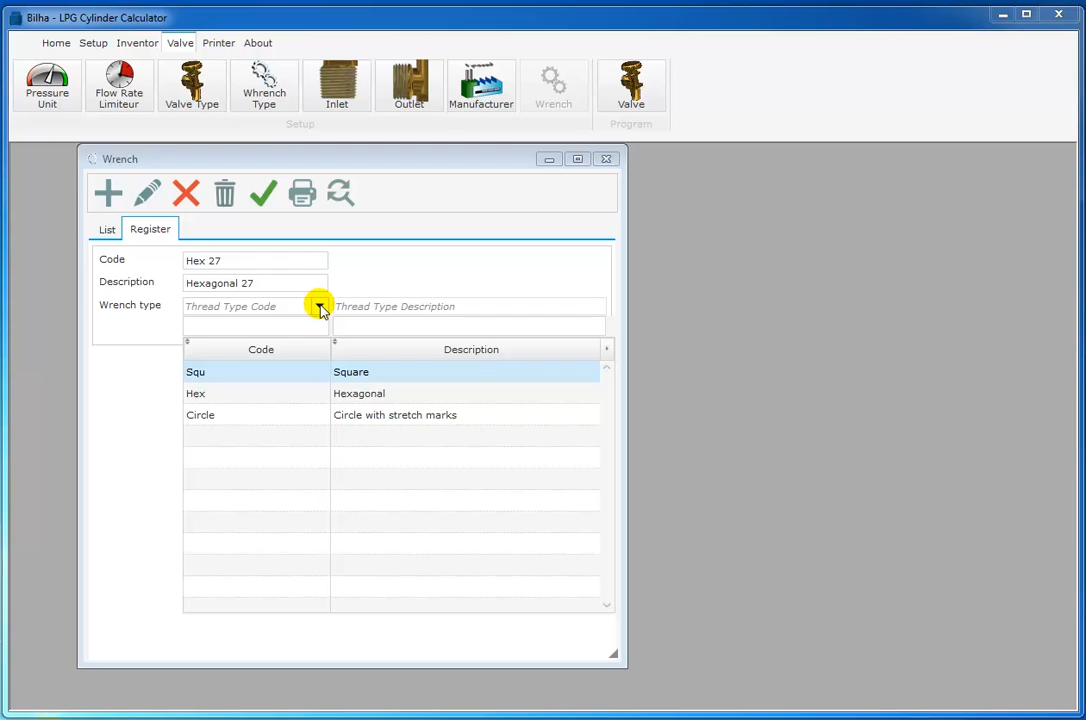 Bilha - LPG Cylinder Calculator
Home Setup Inventor Valve Printer About
Pressure Unit
Flow Rate Limiteur
Valve Type
Whrench Type
Inlet
Outlet
Manufacturer
Wrench
Valve
Setup
Program
Wrench
List Register
Code Hex 27
Description Hexagonal 27
Wrench type Thread Type Code Thread Type Description
Code Description
Squ Square
Hex Hexagonal
Circle Circle with stretch marks